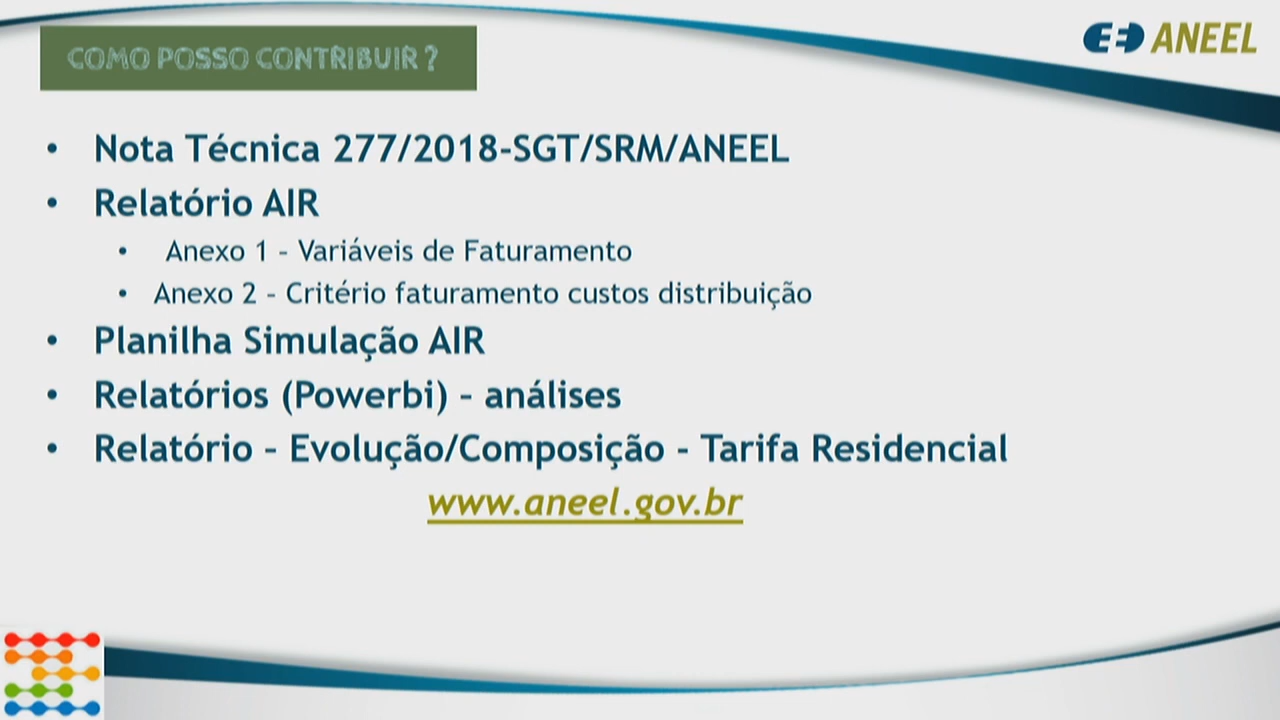 COMO POSSO CONTRIBUIR ?
ANEEL
• Nota Técnica 277/2018-SGT/SRM/ANEEL
• Relatório AIR
• Anexo 1 - Variáveis de Faturamento
• Anexo 2 - Critério faturamento custos distribuição
• Planilha Simulação AIR
• Relatórios (Powerbi) - análises
• Relatório - Evolução/Composição - Tarifa Residencial
www.aneel.gov.br